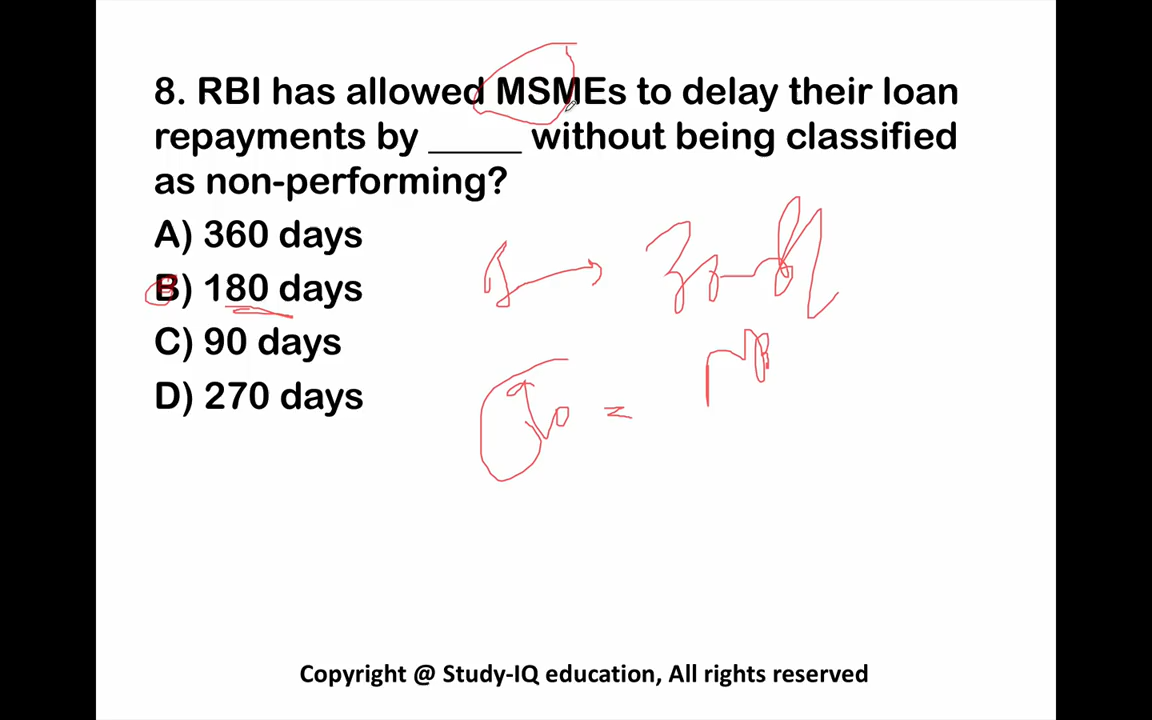 8. RBI has allowed MSMEs to delay their loan
repayments by _____ without being classified
as non-performing?
A) 360 days
B) 180 days
C) 90 days
D) 270 days
Copyright @ Study-IQ education, All rights reserved